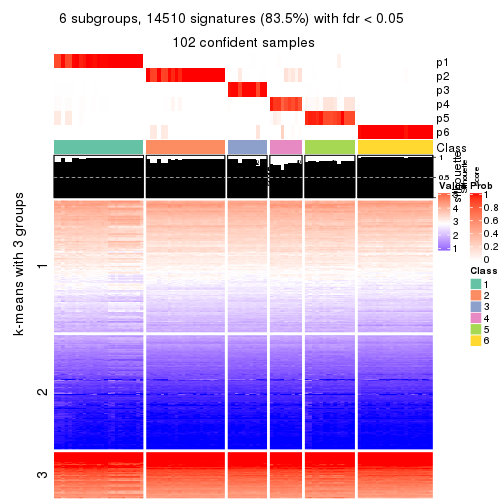 6 subgroups, 14510 signatures (83.5%) with fdr < 0.05
102 confident samples
p1
p2
p3
p4
p5
p6
Class
1
0.5
silhouette
score
Value
4
3
2
1
Prob
1
0.8
0.6
0.4
0.2
0
Class
1
2
3
4
5
6
k-means with 3 groups
1
2
3